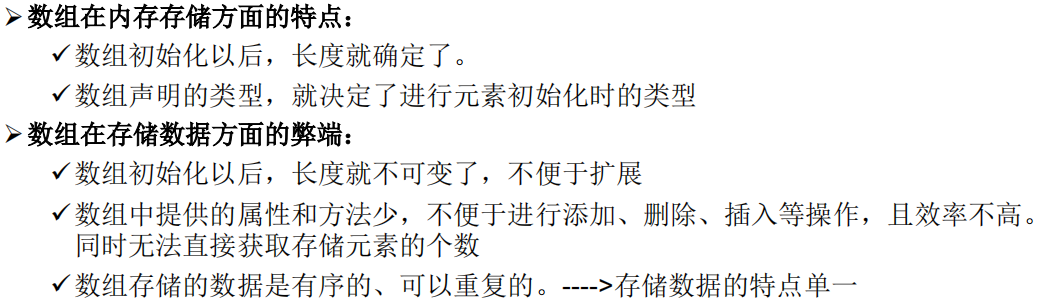 ➢数组在内存存储方面的特点：
✓数组初始化以后，长度就确定了。
✓数组声明的类型，就决定了进行元素初始化时的类型
➢数组在存储数据方面的弊端：
✓数组初始化以后，长度就不可变了，不便于扩展
✓数组中提供的属性和方法少，不便于进行添加、删除、插入等操作，且效率不高。
同时无法直接获取存储元素的个数
✓数组存储的数据是有序的、可以重复的。---->存储数据的特点单一